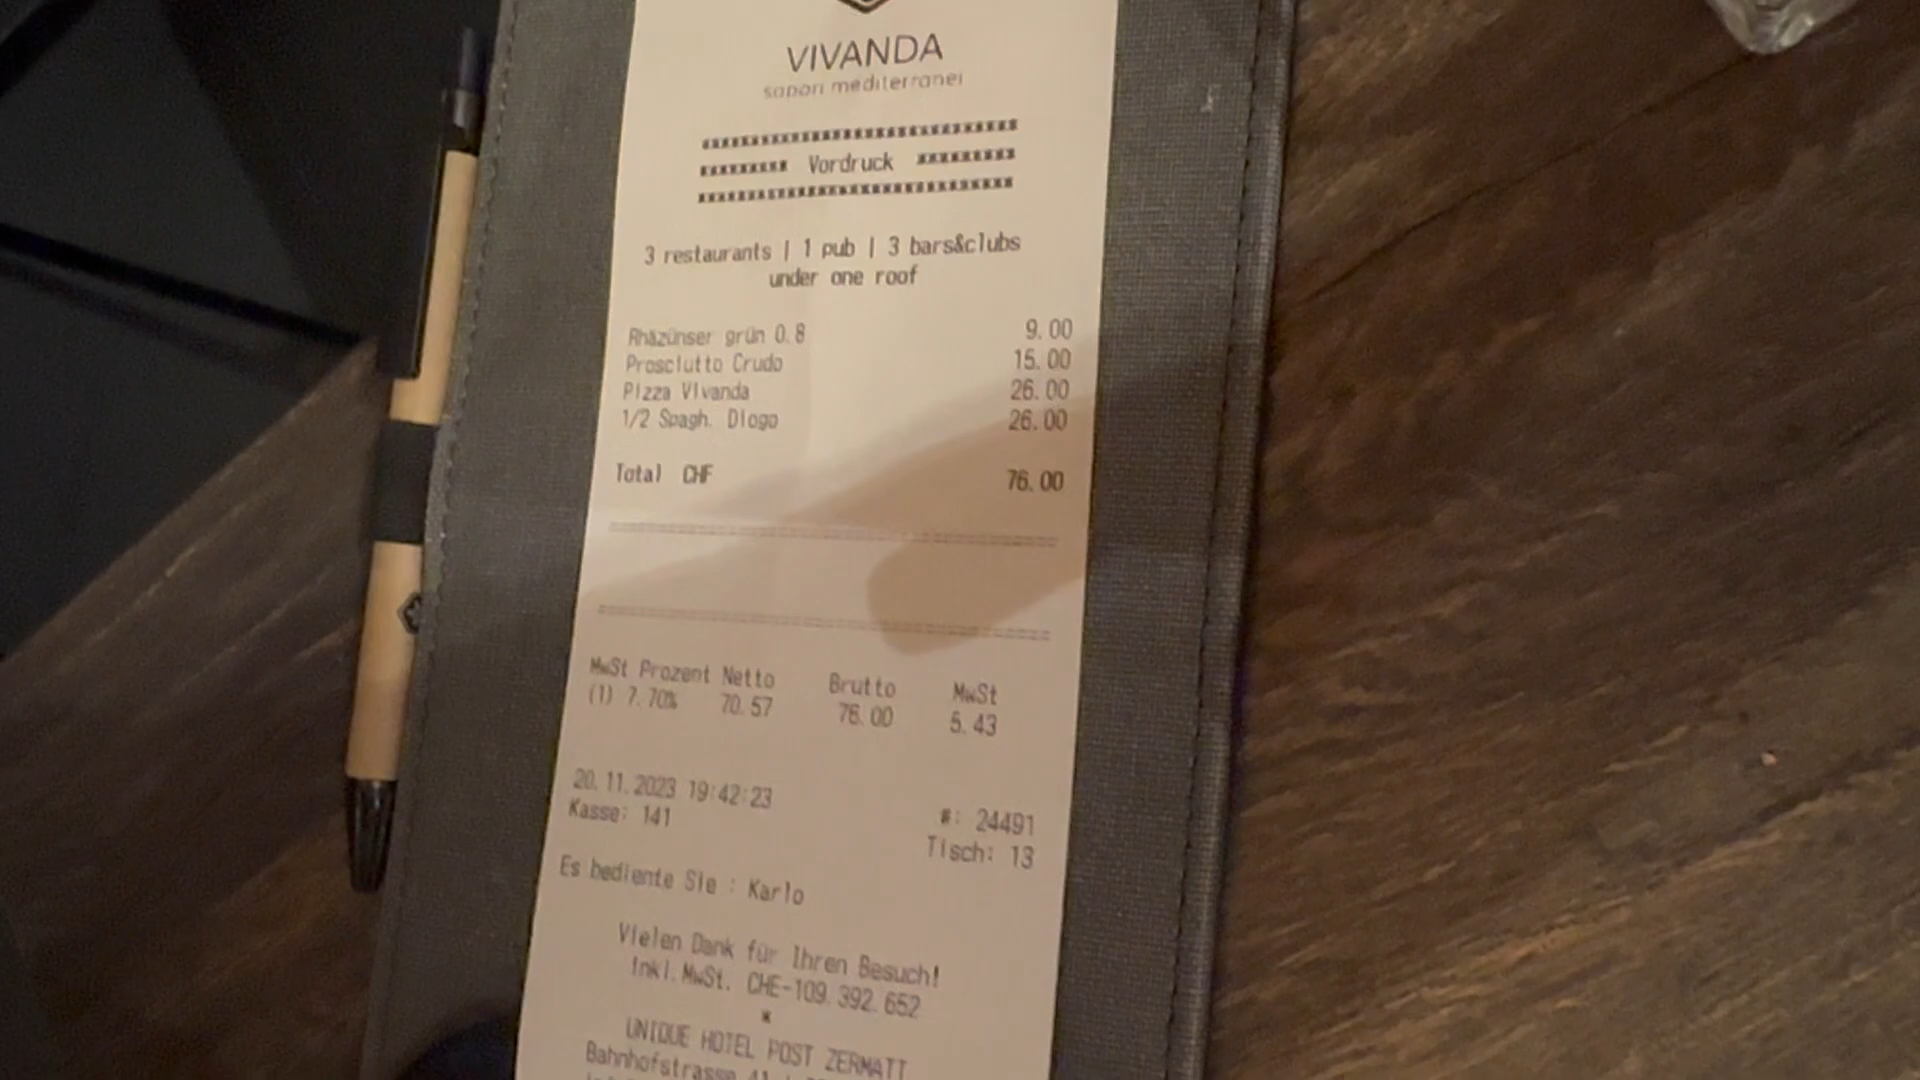 VIVANDA
sapori mediterranei
*******************************
********* Vordruck *********
*******************************
3 restaurants | 1 pub | 3 bars&clubs
under one roof
Rhäzünser grün 0.8 9.00
Prosciutto Crudo 15.00
Pizza Vivanda 26.00
1/2 Spagh. Diogo 26.00
Total CHF 76.00
MwSt Prozent Netto Brutto MwSt
(1) 7.70% 70.57 76.00 5.43
20.11.2023 19:42:23
#: 24491
Kasse: 141
Tisch: 13
Es bediente Sie : Karlo
Vielen Dank für Ihren Besuch!
Inkl.MwSt. CHE-109.392.652
*
UNIQUE HOTEL POST ZERMATT
Bahnhofstrasse 41